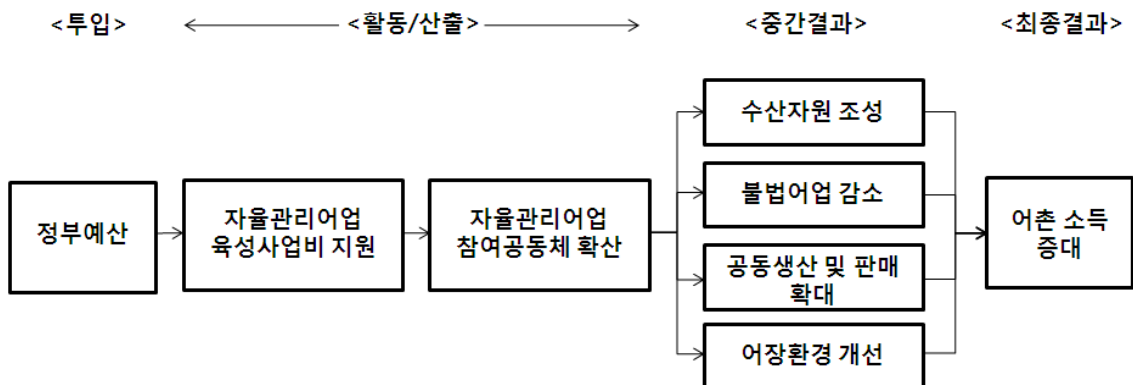 <투입>
<활동/산출>
<중간결과>
<최종결과>
정부예산
자율관리어업
육성사업비 지원
자율관리어업
참여공동체 확산
수산자원 조성
불법어업 감소
공동생산 및 판매
확대
어장환경 개선
어촌 소득
증대